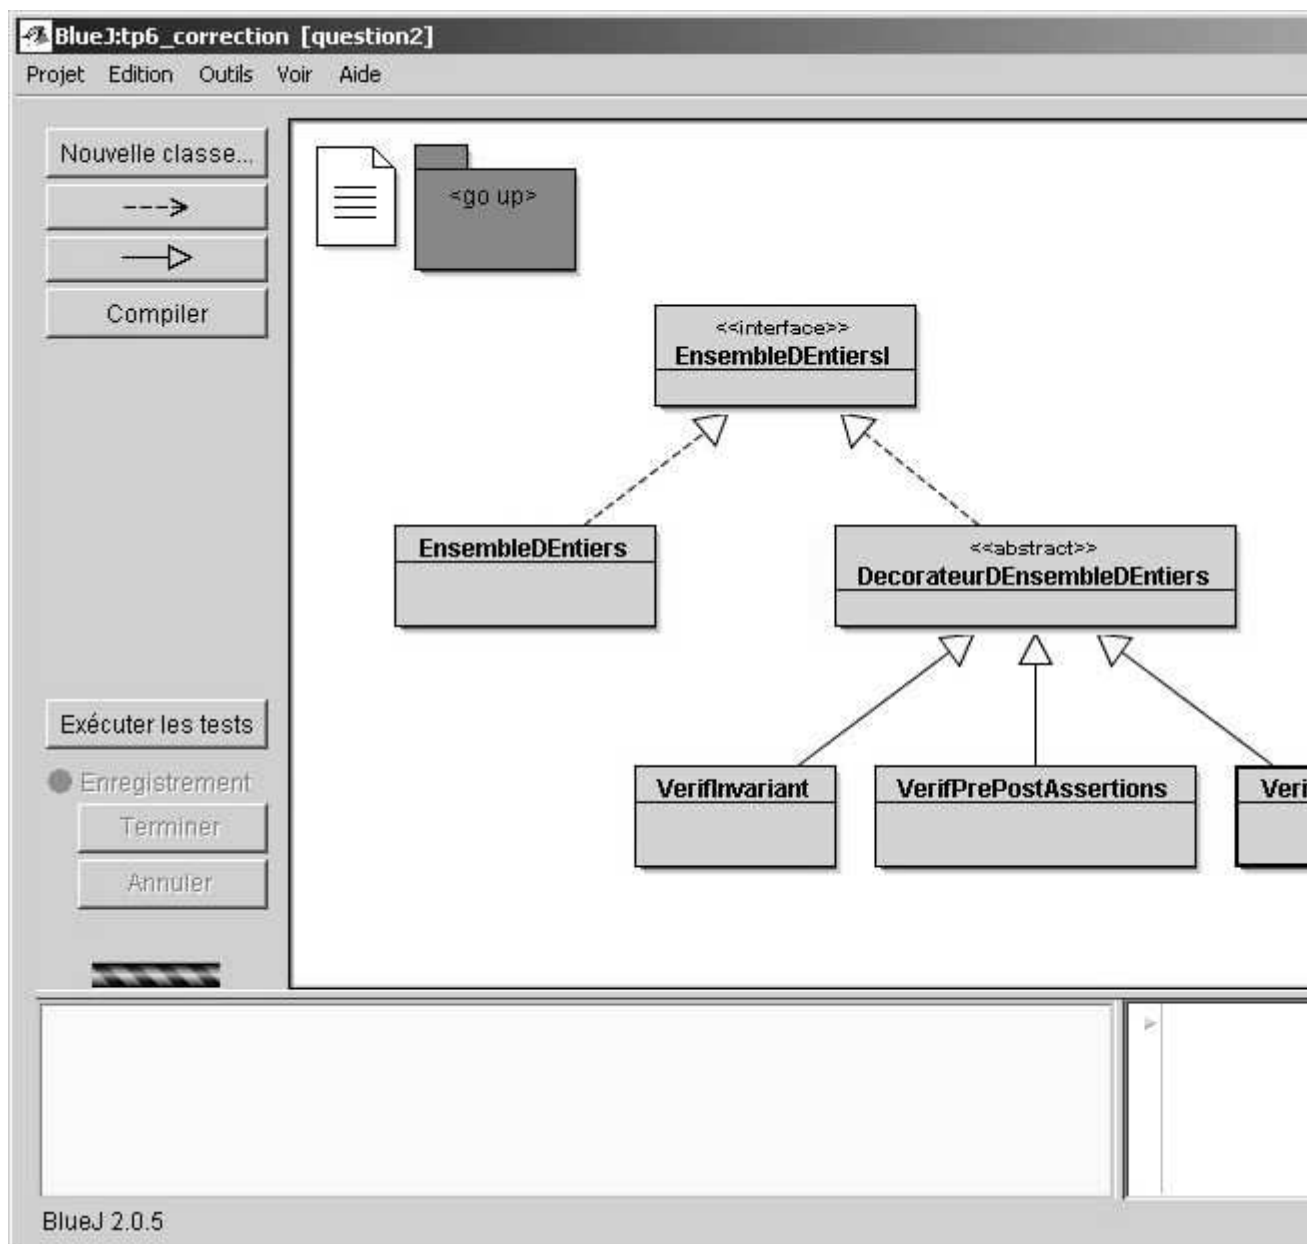 BlueJ:tp6_correction [question2]
Projet Edition Outils Voir Aide
Nouvelle classe...
<go up>
Compiler
<<interface>>
EnsembleDEntiersI
EnsembleDEntiers
<<abstract>>
DecorateurDEnsembleDEntiers
Exécuter les tests
Enregistrement
Terminer
Annuler
VerifInvariant
VerifPrePostAssertions
Veri
BlueJ 2.0.5